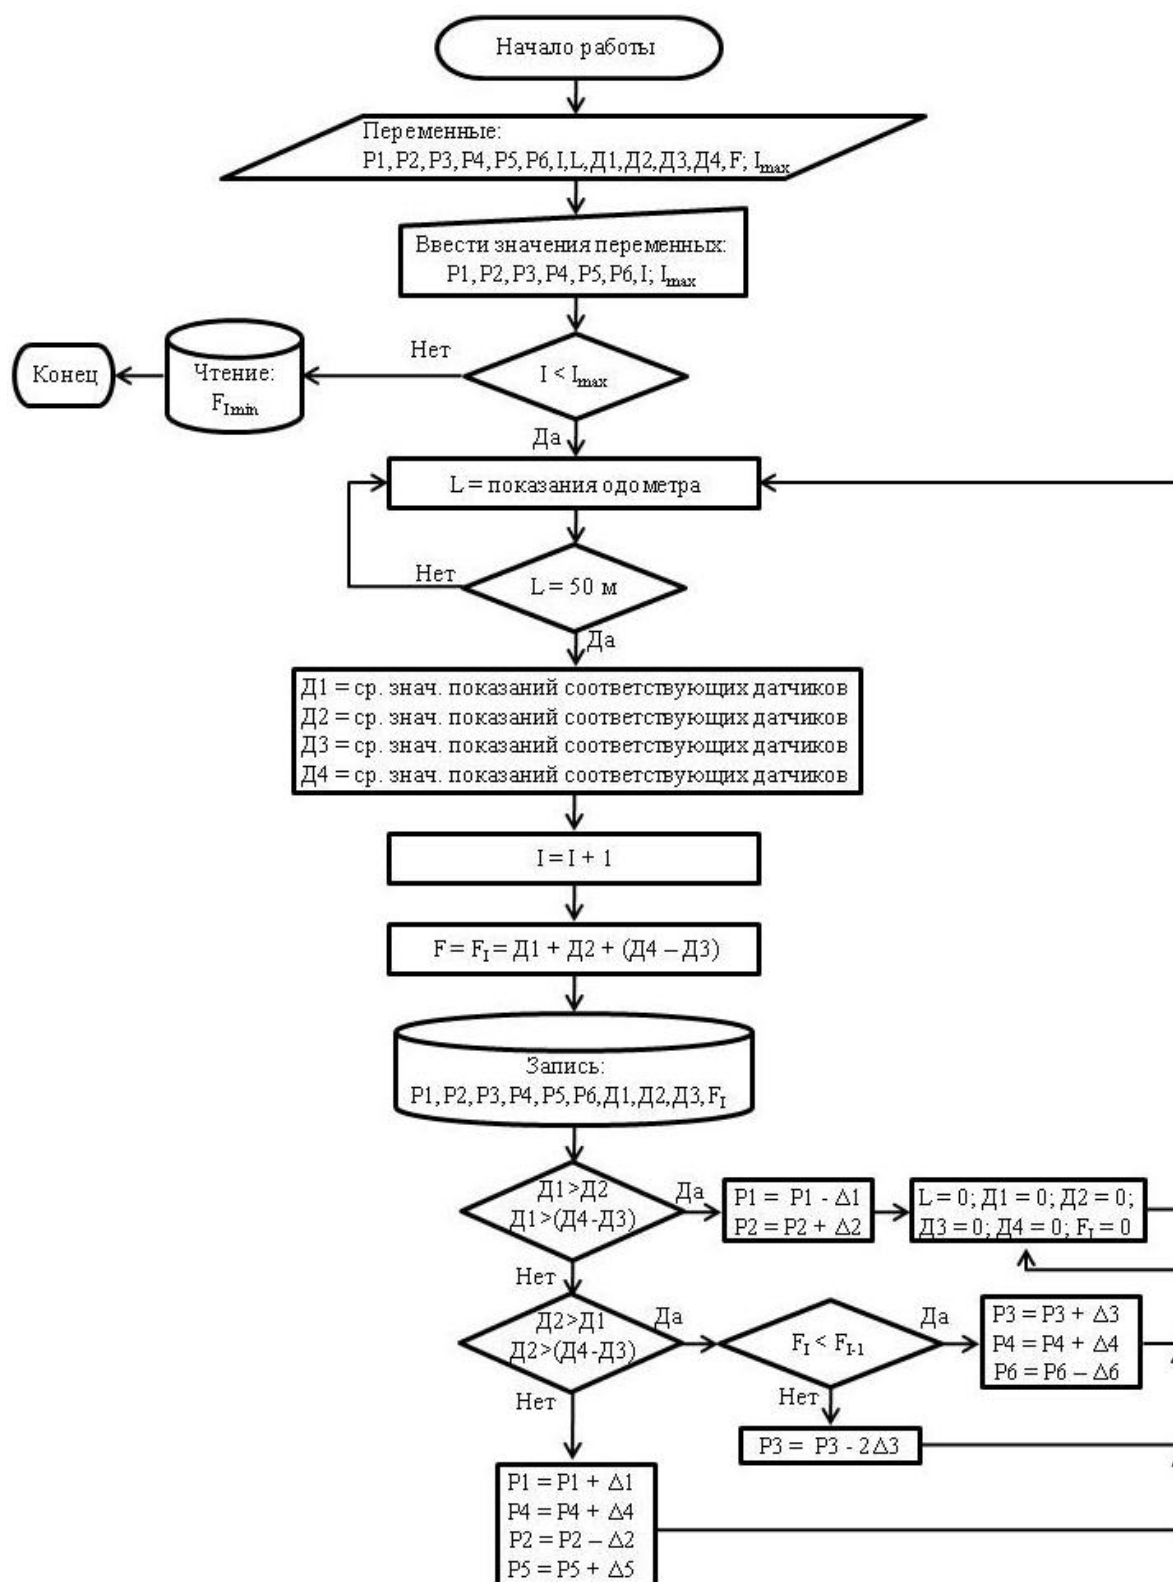 Начало работы
Переменные:
P1, P2, P3, P4, P5, P6, I, L, Д1, Д2, Д3, Д4, F; Imax
Ввести значения переменных:
P1, P2, P3, P4, P5, P6, I; Imax
I < Imax
Нет
Чтение:
FImin
Конец
Да
L = показания одометра
L = 50 м
Нет
Да
Д1 = ср. знач. показаний соответствующих датчиков
Д2 = ср. знач. показаний соответствующих датчиков
Д3 = ср. знач. показаний соответствующих датчиков
Д4 = ср. знач. показаний соответствующих датчиков
I = I + 1
F = FI = Д1 + Д2 + (Д4 – Д3)
Запись:
P1, P2, P3, P4, P5, P6, Д1, Д2, Д3, FI
Д1>Д2
Д1>(Д4-Д3)
Да
P1 = P1 - Δ1
P2 = P2 + Δ2
L = 0; Д1 = 0; Д2 = 0;
Д3 = 0; Д4 = 0; FI = 0
Нет
Д2>Д1
Д2>(Д4-Д3)
Да
FI < FI-1
Да
P3 = P3 + Δ3
P4 = P4 + Δ4
P6 = P6 – Δ6
Нет
P3 = P3 - 2Δ3
Нет
P1 = P1 + Δ1
P4 = P4 + Δ4
P2 = P2 – Δ2
P5 = P5 + Δ5